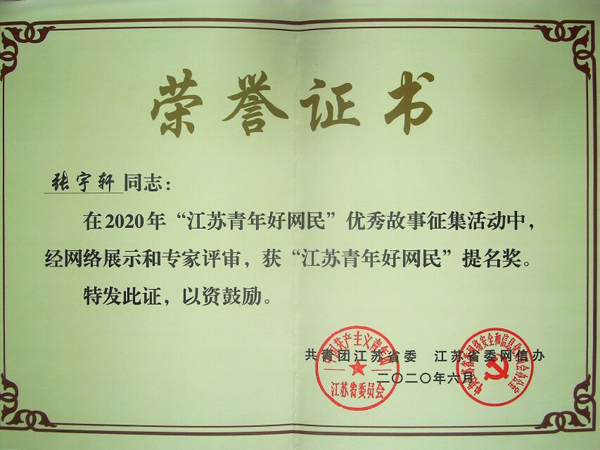 荣誉证书
张宇轩 同志：
在2020年“江苏青年好网民”优秀故事征集活动中，
经网络展示和专家评审，获“江苏青年好网民”提名奖。
特发此证，以资鼓励。
共青团江苏省委 江苏省委网信办
二〇二〇年六月
江苏省委员会